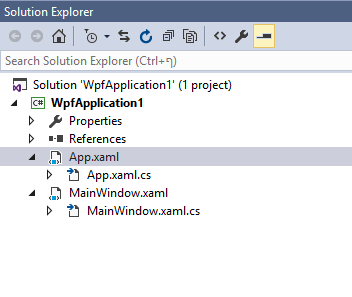 Solution Explorer
Search Solution Explorer (Ctrl+ๆ)
Solution 'WpfApplication1' (1 project)
C# WpfApplication1
Properties
References
App.xaml
App.xaml.cs
MainWindow.xaml
MainWindow.xaml.cs